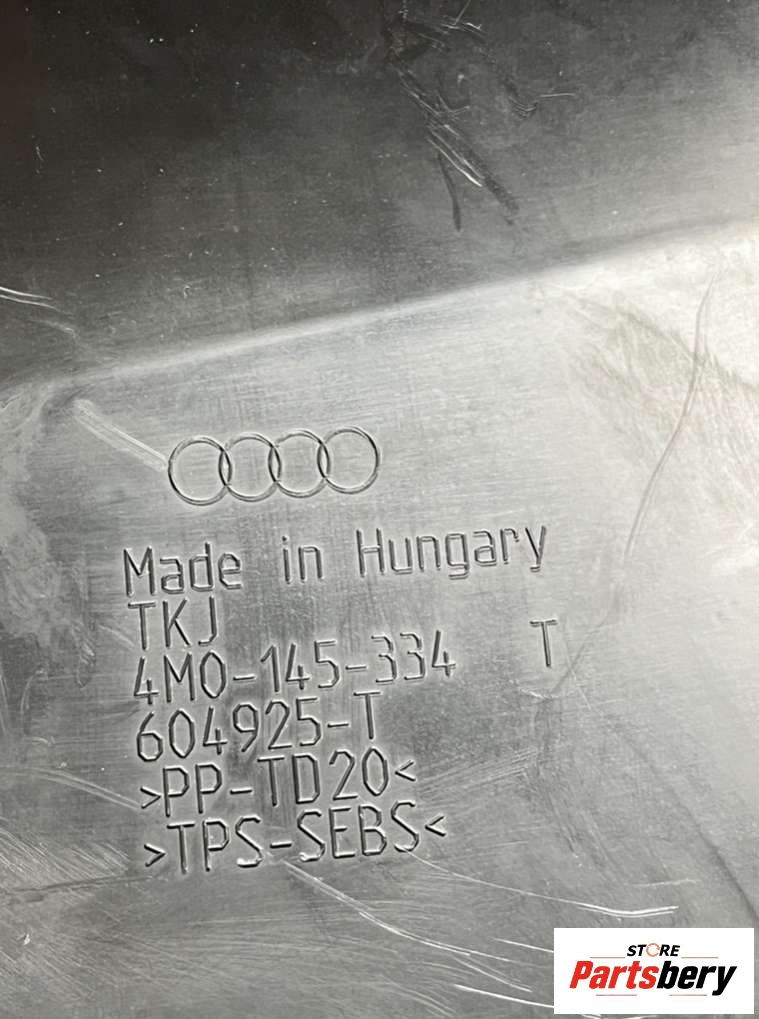 Made in Hungary
TKJ
4M0-145-334 T
604925-T
>PP-TD20<
>TPS-SEBS<
STORE
Partsbery